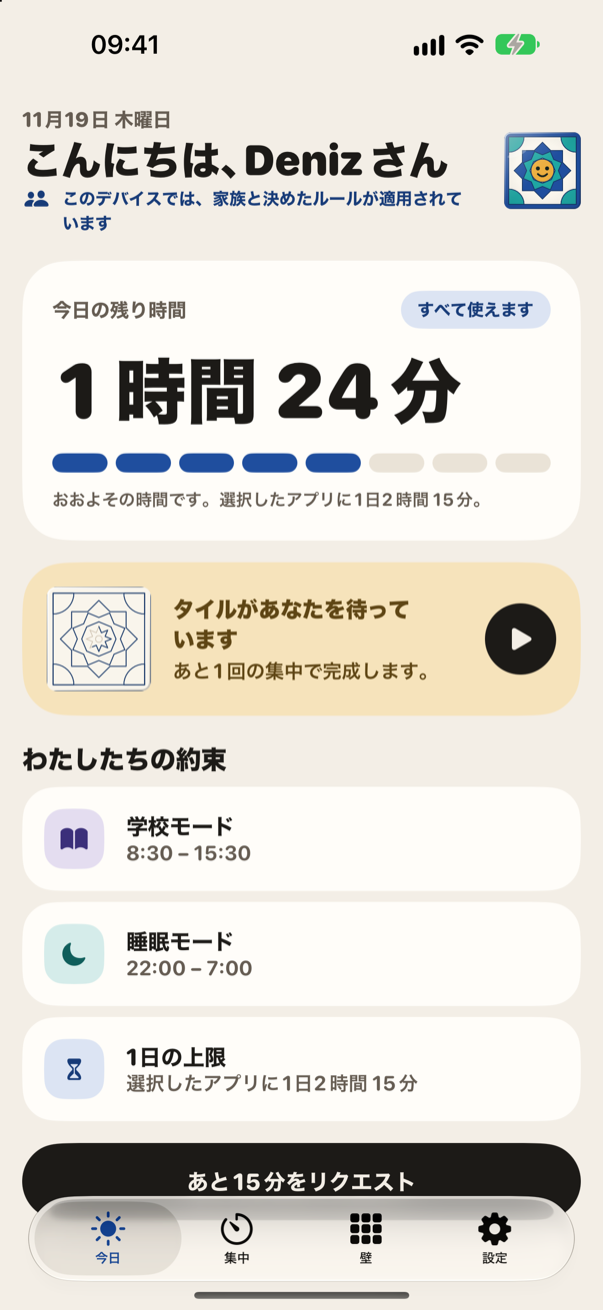 09:41
11月19日 木曜日
こんにちは、Deniz さん
このデバイスでは、家族と決めたルールが適用されて
います
今日の残り時間
すべて使えます
1 時間 24 分
おおよその時間です。選択したアプリに1日2 時間 15 分。
タイルがあなたを待って
います
あと1回の集中で完成します。
わたしたちの約束
学校モード
8:30 – 15:30
睡眠モード
22:00 – 7:00
1日の上限
選択したアプリに1日2 時間 15 分
あと15 分をリクエスト
今日
集中
壁
設定